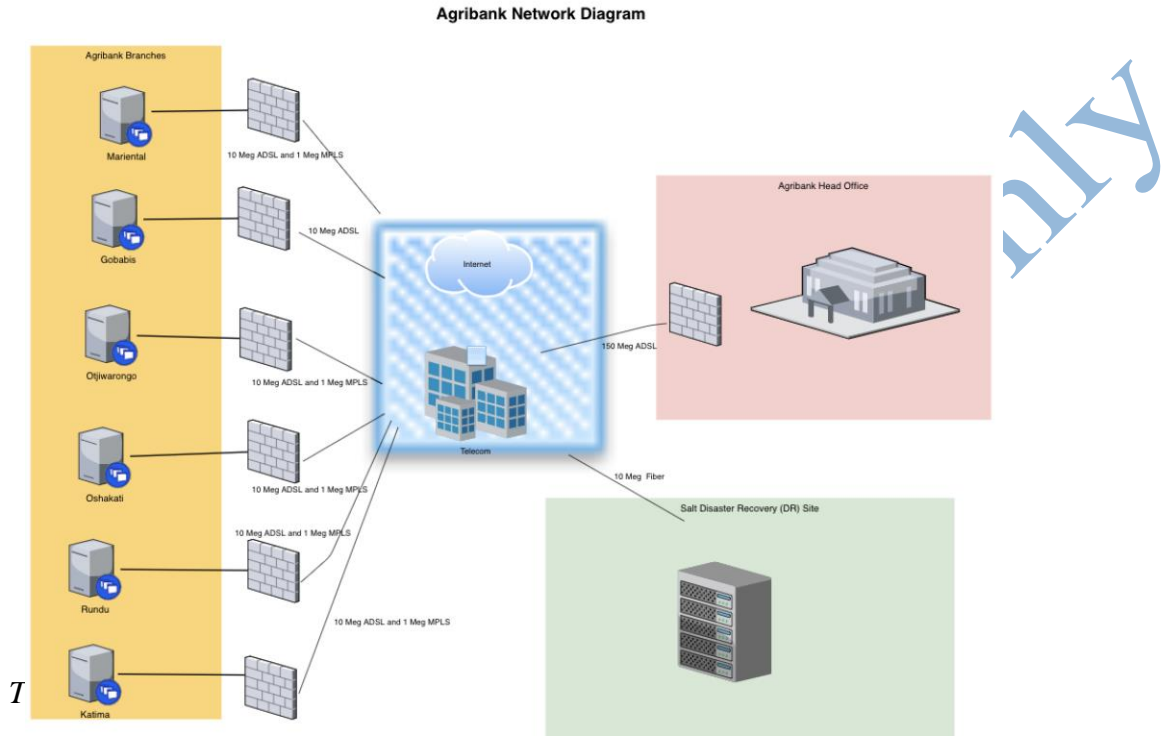 Agribank Network Diagram
Agribank Branches
Mariental
10 Meg ADSL and 1 Meg MPLS
Gobabis
10 Meg ADSL
Otjiwarongo
10 Meg ADSL and 1 Meg MPLS
Oshakati
10 Meg ADSL and 1 Meg MPLS
Rundu
10 Meg ADSL and 1 Meg MPLS
Katima
10 Meg ADSL and 1 Meg MPLS
Internet
Telecom
150 Meg ADSL
Agribank Head Office
10 Meg Fiber
Salt Disaster Recovery (DR) Site
T